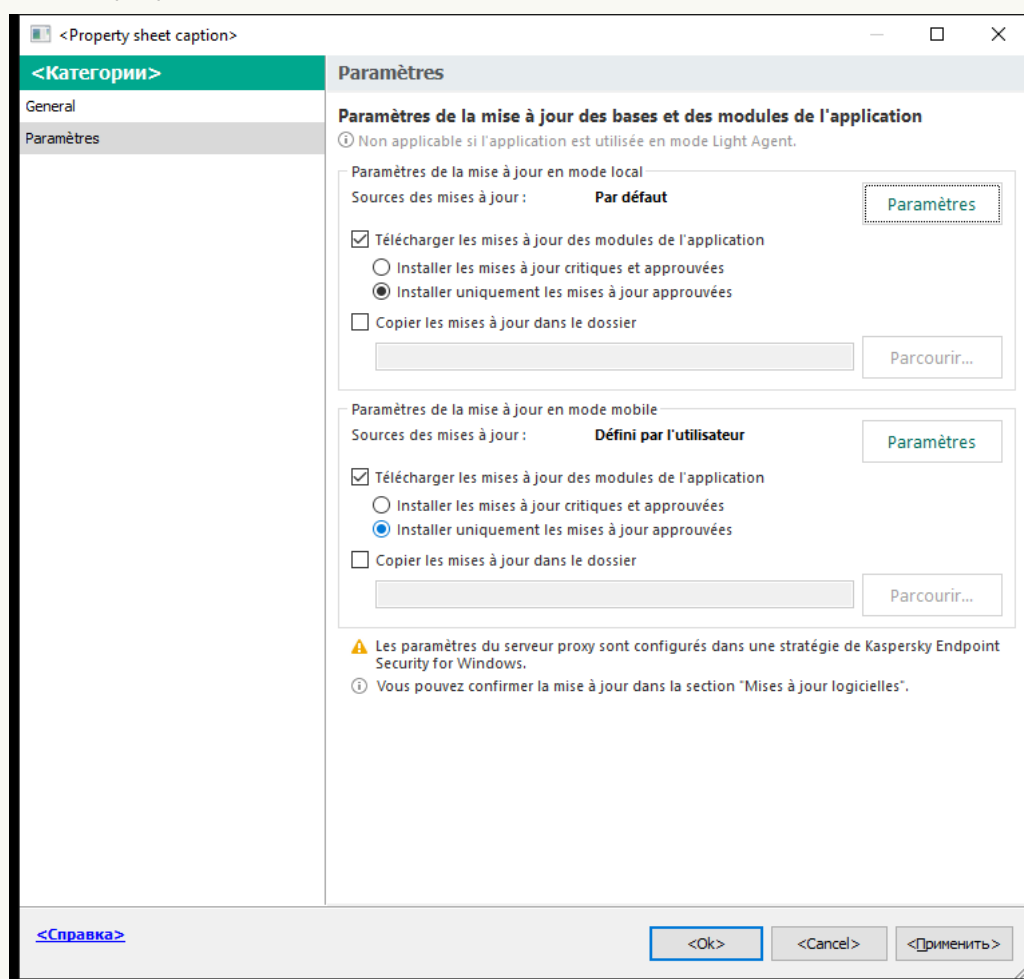 <Property sheet caption>
<Категории>
General
Paramètres
Paramètres
Paramètres de la mise à jour des bases et des modules de l'application
Non applicable si l'application est utilisée en mode Light Agent.
Paramètres de la mise à jour en mode local
Sources des mises à jour : Par défaut Paramètres
Télécharger les mises à jour des modules de l'application
Installer les mises à jour critiques et approuvées
Installer uniquement les mises à jour approuvées
Copier les mises à jour dans le dossier
Parcourir...
Paramètres de la mise à jour en mode mobile
Sources des mises à jour : Défini par l'utilisateur Paramètres
Télécharger les mises à jour des modules de l'application
Installer les mises à jour critiques et approuvées
Installer uniquement les mises à jour approuvées
Copier les mises à jour dans le dossier
Parcourir...
Les paramètres du serveur proxy sont configurés dans une stratégie de Kaspersky Endpoint
Security for Windows.
Vous pouvez confirmer la mise à jour dans la section "Mises à jour logicielles".
<Справка>
<Ok> <Cancel> <Применить>